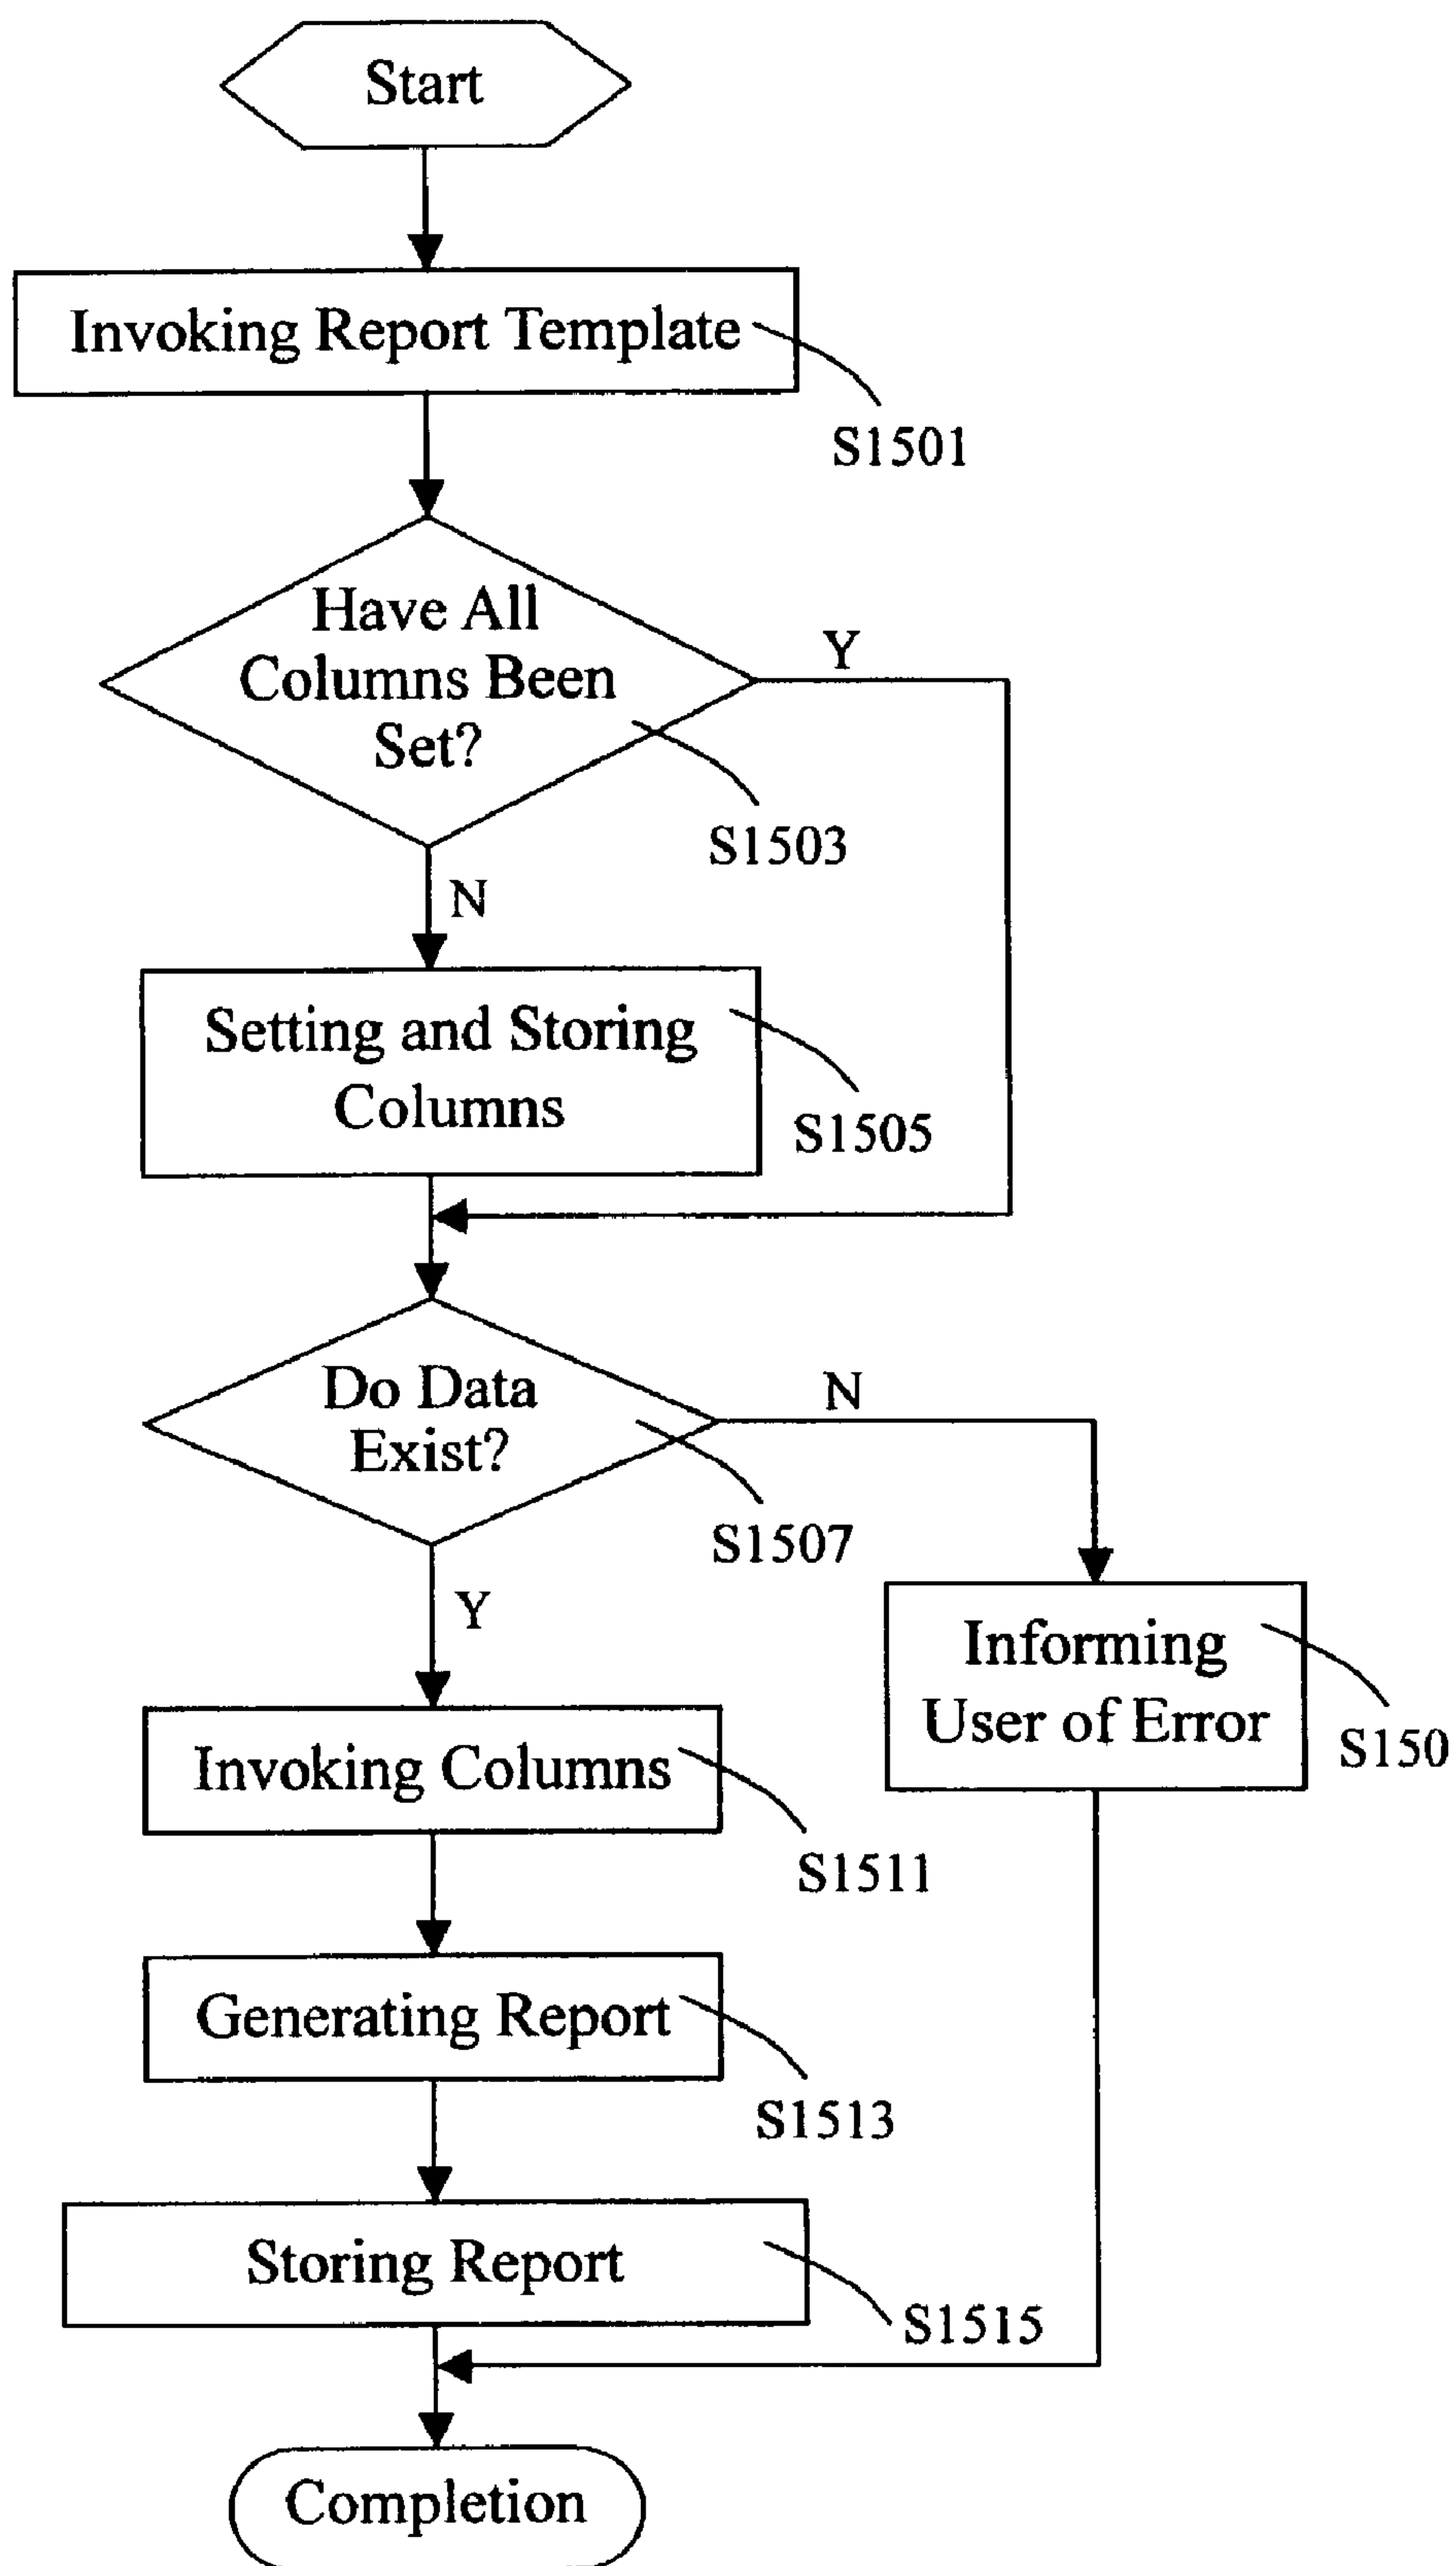 Start
Invoking Report Template
S1501
Have All
Columns Been
Set?
Y
S1503
N
Setting and Storing
Columns
S1505
Do Data
Exist?
N
S1507
Y
Informing
User of Error
S150
Invoking Columns
S1511
Generating Report
S1513
Storing Report
S1515
Completion